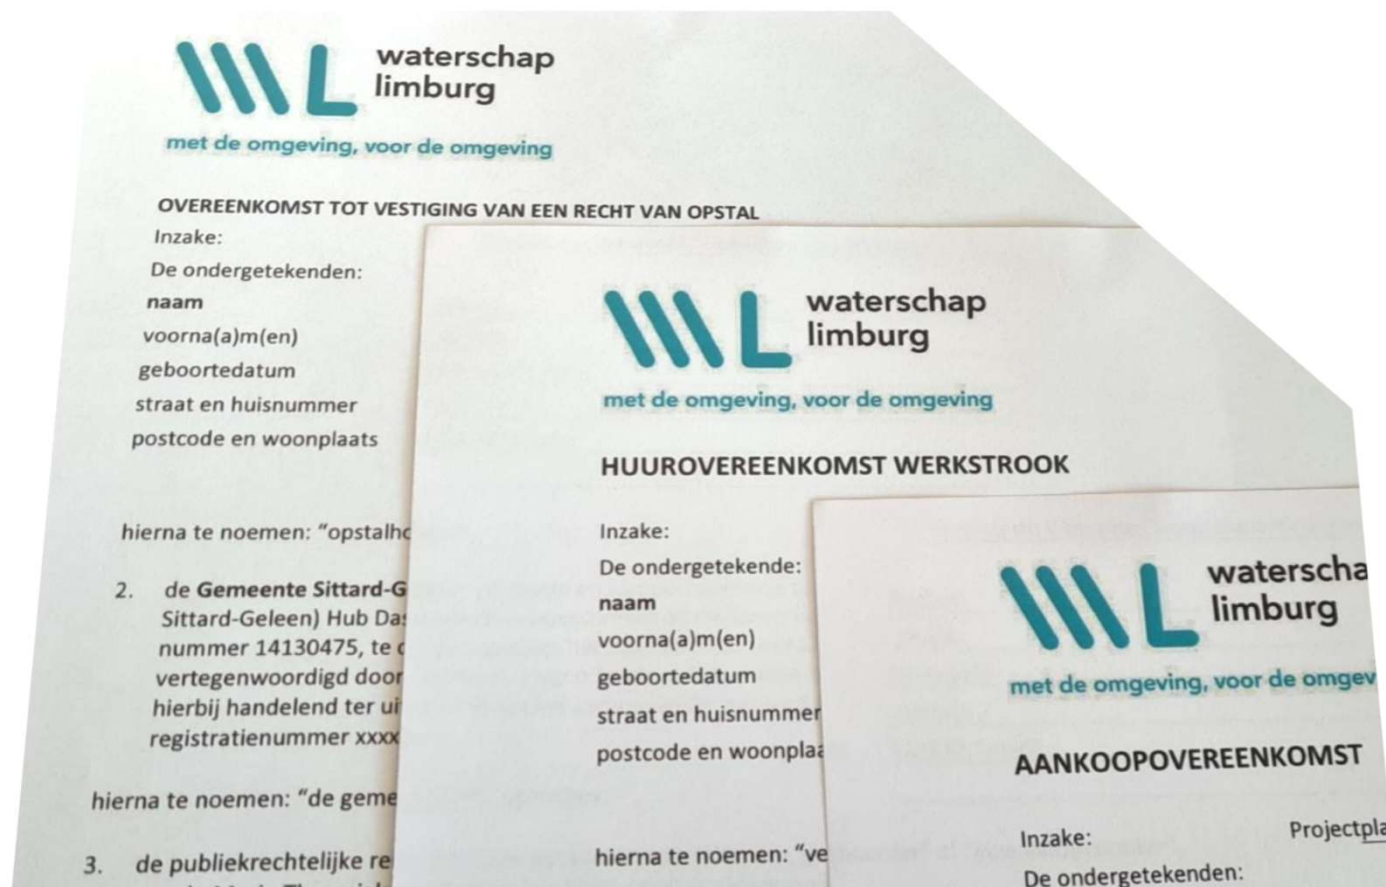 waterschap
limburg
met de omgeving, voor de omgeving
OVEREENKOMST TOT VESTIGING VAN EEN RECHT VAN OPSTAL
Inzake:
De ondergetekenden:
naam
voorna(a)m(en)
geboortedatum
straat en huisnummer
postcode en woonplaats
hierna te noemen: "opstalho
2. de Gemeente Sittard-G
Sittard-Geleen) Hub Das
nummer 14130475, te
vertegenwoordigd door
hierbij handelend ter ui
registratienummer xxxx
hierna te noemen: "de geme
3. de publiekrechtelijke re
waterschap
limburg
met de omgeving, voor de omgeving
HUUROVEREENKOMST WERKSTROOK
Inzake:
De ondergetekende:
naam
voorna(a)m(en)
geboortedatum
straat en huisnummer
postcode en woonplaa
hierna te noemen: "ve
waterscha
limburg
met de omgeving, voor de omgev
AANKOOPOVEREENKOMST
Inzake: Projectpla
De ondergetekenden: